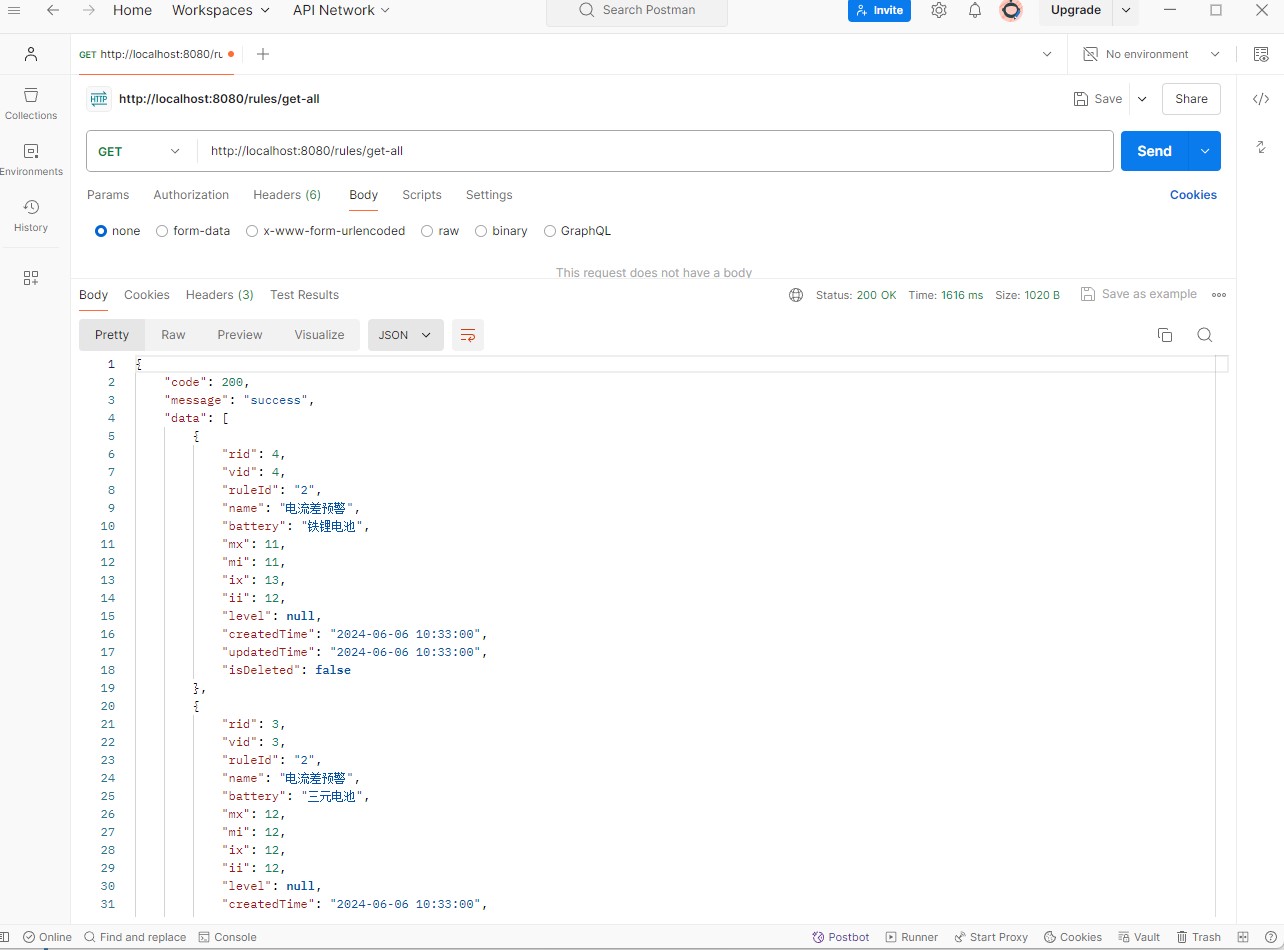 Home Workspaces API Network Search Postman Invite Upgrade
GET http://localhost:8080/ru No environment
HTTP http://localhost:8080/rules/get-all Save Share
Collections
GET http://localhost:8080/rules/get-all Send
Environments
Params Authorization Headers (6) Body Scripts Settings Cookies
History
none form-data x-www-form-urlencoded raw binary GraphQL
This request does not have a body
Body Cookies Headers (3) Test Results Status: 200 OK Time: 1616 ms Size: 1020 B Save as example
Pretty Raw Preview Visualize JSON
1 {
2 "code": 200,
3 "message": "success",
4 "data": [
5 {
6 "rid": 4,
7 "vid": 4,
8 "ruleId": "2",
9 "name": "电流差预警",
10 "battery": "铁锂电池",
11 "mx": 11,
12 "mi": 11,
13 "ix": 13,
14 "ii": 12,
15 "level": null,
16 "createdTime": "2024-06-06 10:33:00",
17 "updatedTime": "2024-06-06 10:33:00",
18 "isDeleted": false
19 },
20 {
21 "rid": 3,
22 "vid": 3,
23 "ruleId": "2",
24 "name": "电流差预警",
25 "battery": "三元电池",
26 "mx": 12,
27 "mi": 12,
28 "ix": 12,
29 "ii": 12,
30 "level": null,
31 "createdTime": "2024-06-06 10:33:00",
Online Find and replace Console Postbot Runner Start Proxy Cookies Vault Trash